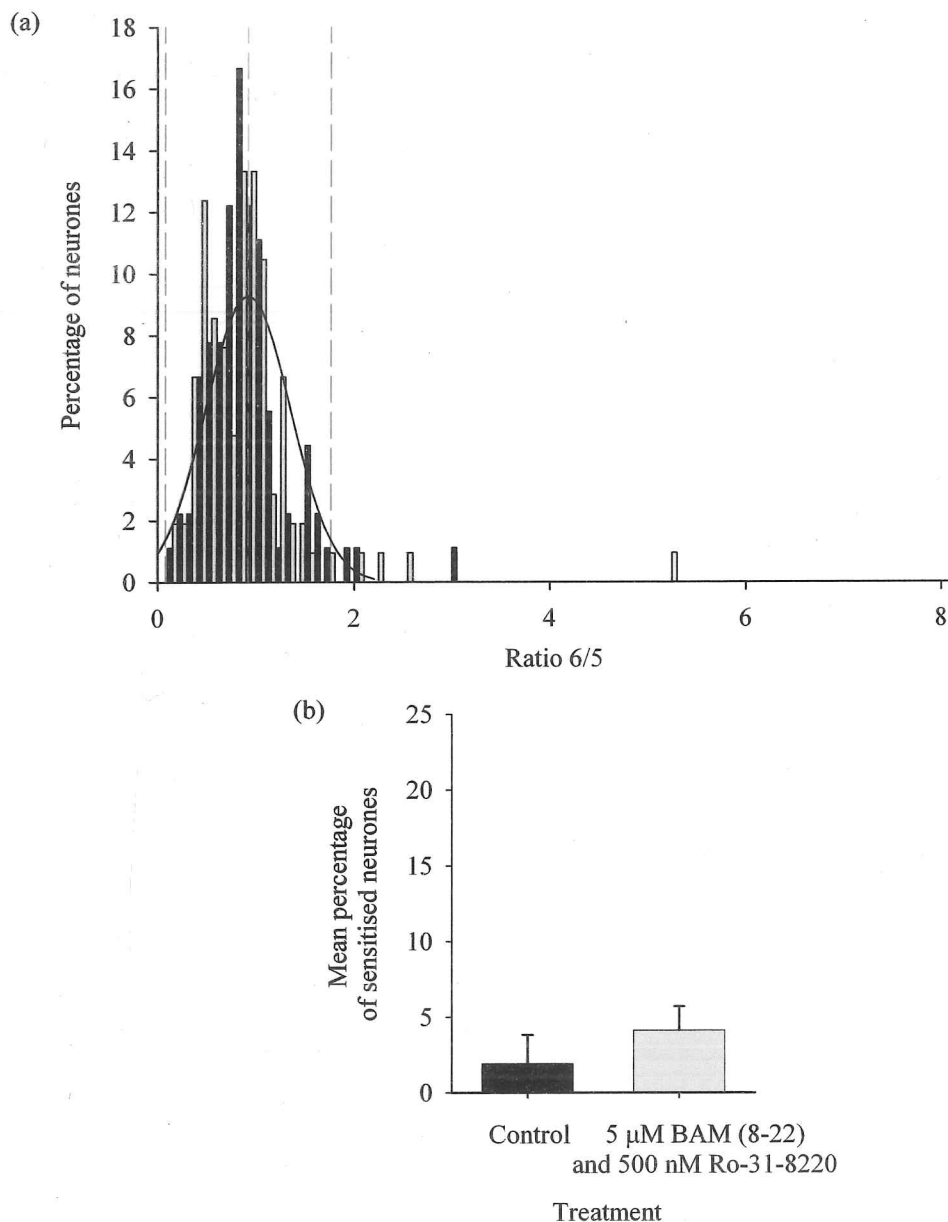 (a)
18
16
14
12
10
8
6
4
2
0
Percentage of neurones
0 2 4 6 8
Ratio 6/5
(b)
25
20
15
10
5
0
Mean percentage
of sensitised neurones
Control 5 μM BAM (8-22)
and 500 nM Ro-31-8220
Treatment